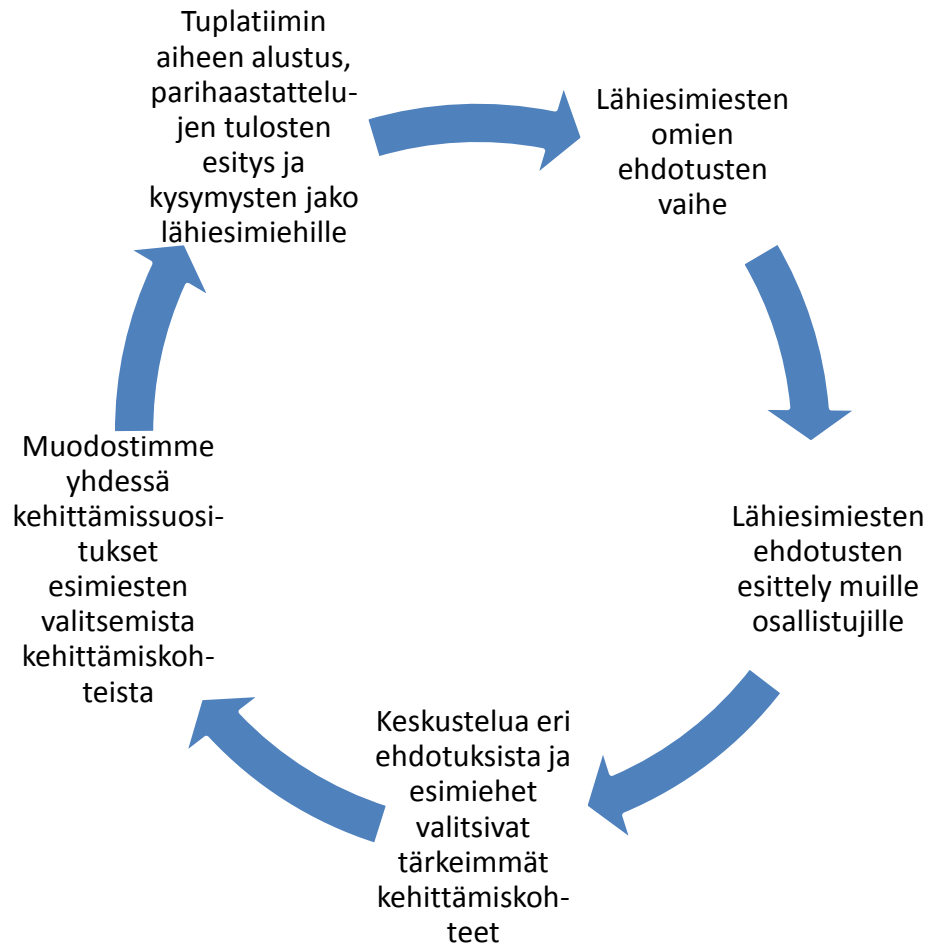 Tuplatiimin
aiheen alustus,
parihaastattelu-
jen tulosten
esitys ja
kysymysten jako
lähiesimiehille
Lähiesimiesten
omien
ehdotusten
vaihe
Lähiesimiesten
ehdotusten
esittely muille
osallistujille
Keskustelua eri
ehdotuksista ja
esimiehet
valitsivat
tärkeimmät
kehittämiskoh-
teet
Muodostimme
yhdessä
kehittämissuosi-
tukset
esimiesten
valitsemista
kehittämiskoh-
teista